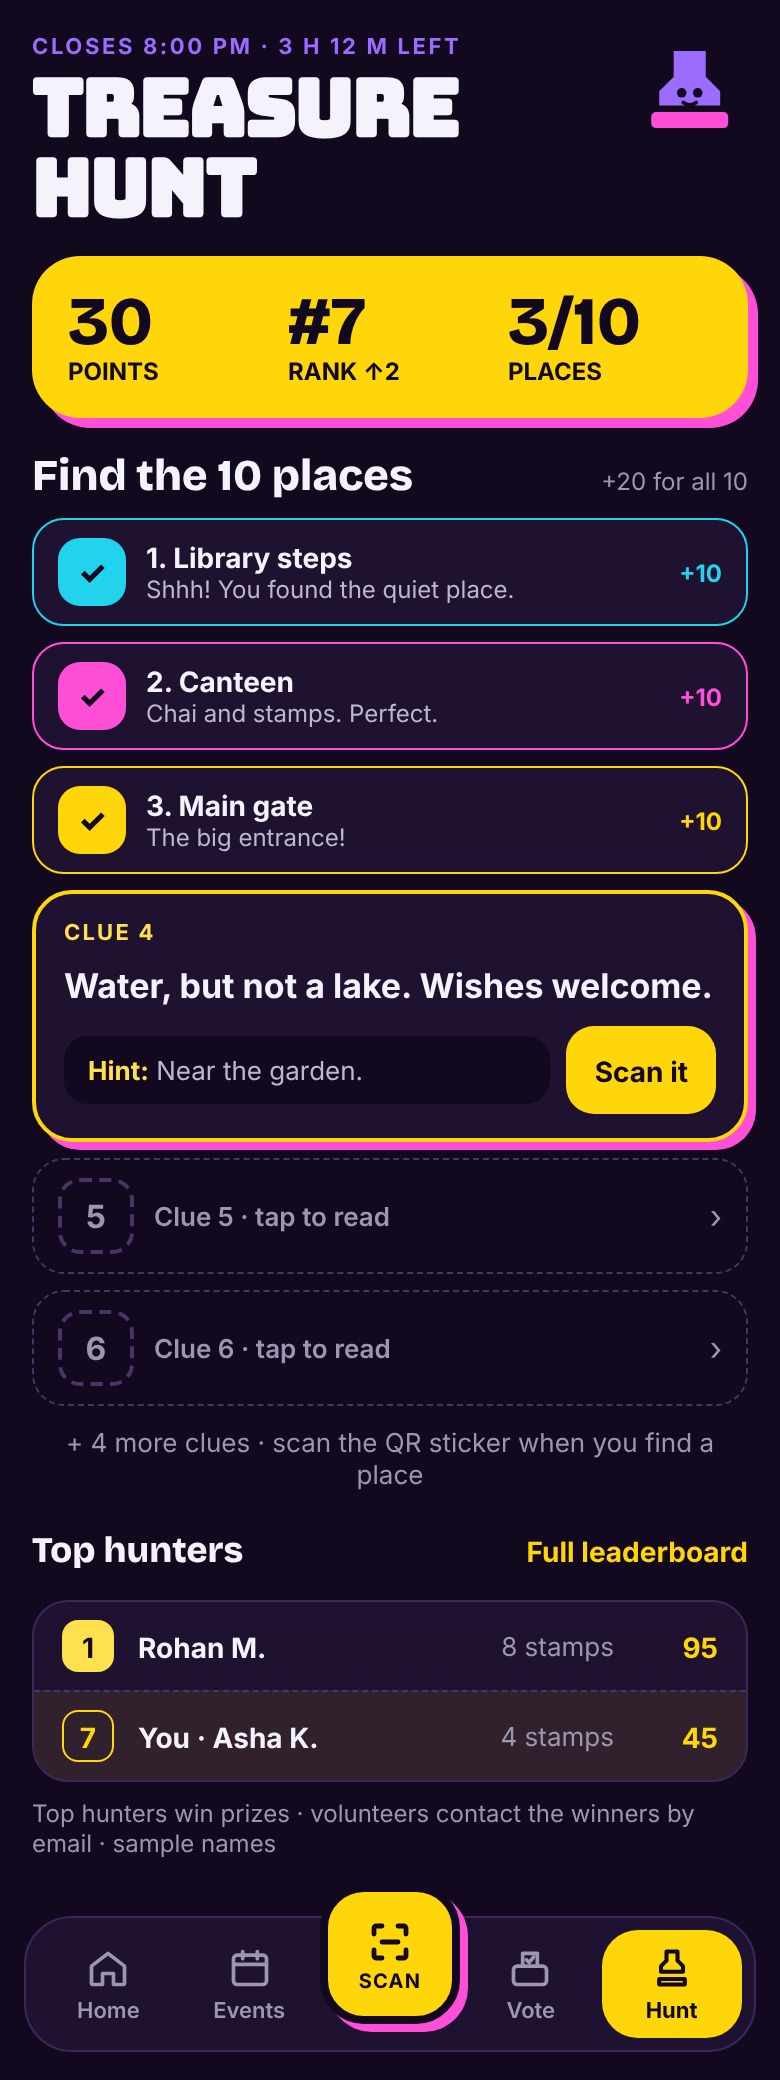 CLOSES 8:00 PM · 3 H 12 M LEFT
TREASURE
HUNT
30
POINTS
#7
RANK ↑2
3/10
PLACES
Find the 10 places
+20 for all 10
1. Library steps
Shhh! You found the quiet place.
+10
2. Canteen
Chai and stamps. Perfect.
+10
3. Main gate
The big entrance!
+10
CLUE 4
Water, but not a lake. Wishes welcome.
Hint: Near the garden.
Scan it
5
Clue 5 · tap to read
6
Clue 6 · tap to read
+ 4 more clues · scan the QR sticker when you find a
place
Top hunters
Full leaderboard
1
Rohan M.
8 stamps
95
7
You · Asha K.
4 stamps
45
Top hunters win prizes · volunteers contact the winners by
email · sample names
Home
Events
SCAN
Vote
Hunt